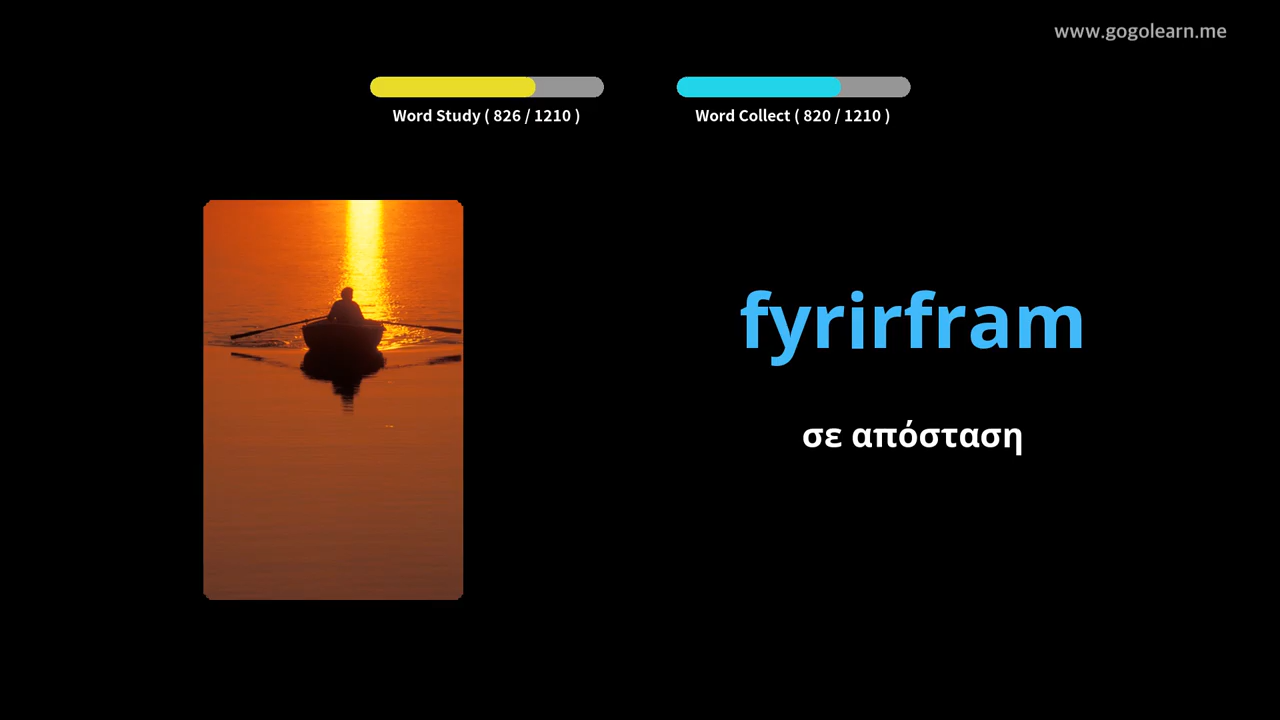 www.gogolearn.me
Word Study ( 826 / 1210 )
Word Collect ( 820 / 1210 )
fyrirfram
σε απόσταση